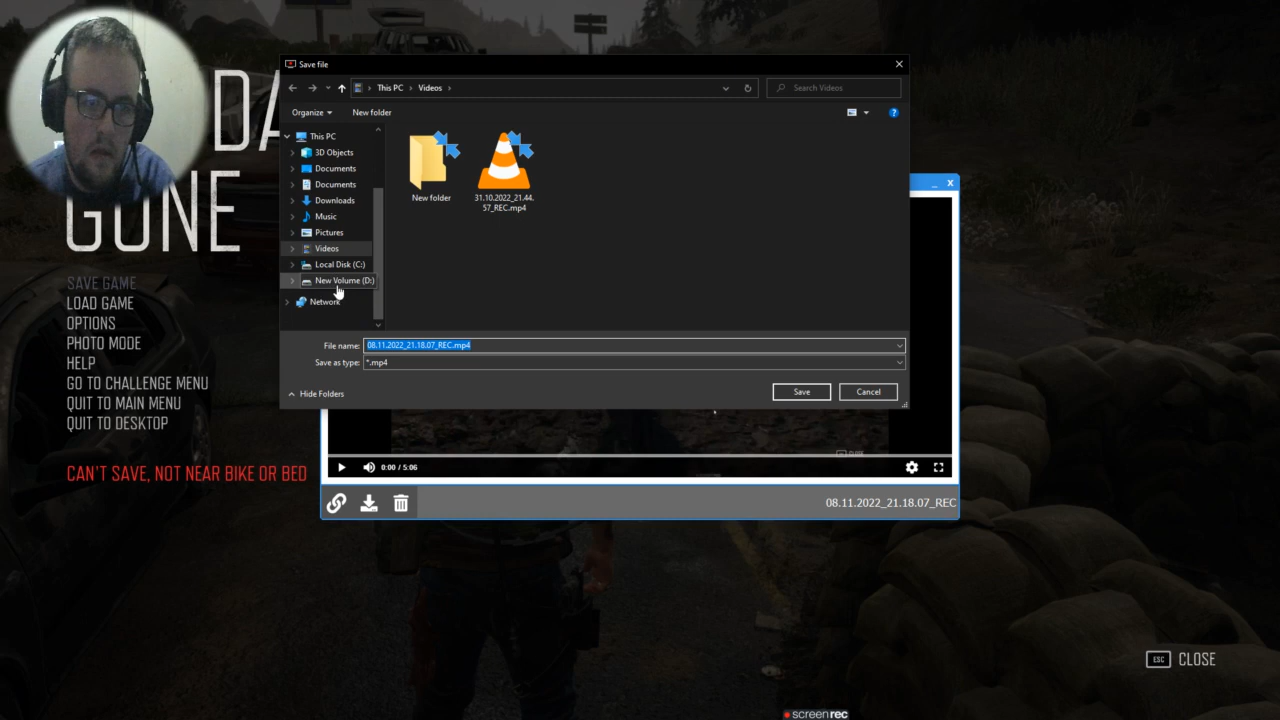 DA
GONE
SAVE GAME
LOAD GAME
OPTIONS
PHOTO MODE
HELP
GO TO CHALLENGE MENU
QUIT TO MAIN MENU
QUIT TO DESKTOP
CAN'T SAVE, NOT NEAR BIKE OR BED
Save file
This PC > Videos >
Search Videos
Organize
New folder
This PC
3D Objects
Documents
Documents
Downloads
Music
Pictures
Videos
Local Disk (C:)
New Volume (D:)
Network
New folder
31.10.2022_21.44.
57_REC.mp4
File name: 08.11.2022_21.18.07_REC.mp4
Save as type: *.mp4
Hide Folders
Save
Cancel
CLOSE
0:00 / 5:06
08.11.2022_21.18.07_REC
ESC CLOSE
screenrec